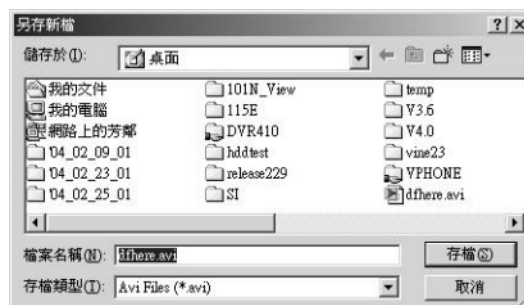 另存新檔
儲存於(I): 桌面
我的文件
我的電腦
網路上的芳鄰
'04_02_09_01
'04_02_23_01
'04_02_25_01
101N_View
115E
DVR410
hddtest
release229
SI
temp
V3.6
V4.0
vine23
VPHONE
dfhere.avi
檔案名稱(N): dfhere.avi 存檔(S)
存檔類型(T): Avi Files (*.avi) 取消